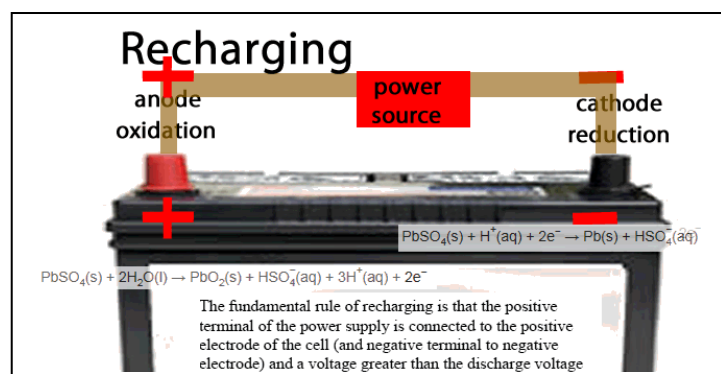 Recharging
+
−
anode
oxidation
power
source
cathode
reduction
+
−
PbSO₄(s) + H⁺(aq) + 2e⁻ → Pb(s) + HSO₄⁻(aq)
PbSO₄(s) + 2H₂O(l) → PbO₂(s) + HSO₄⁻(aq) + 3H⁺(aq) + 2e⁻
The fundamental rule of recharging is that the positive
terminal of the power supply is connected to the positive
electrode of the cell (and negative terminal to negative
electrode) and a voltage greater than the discharge voltage